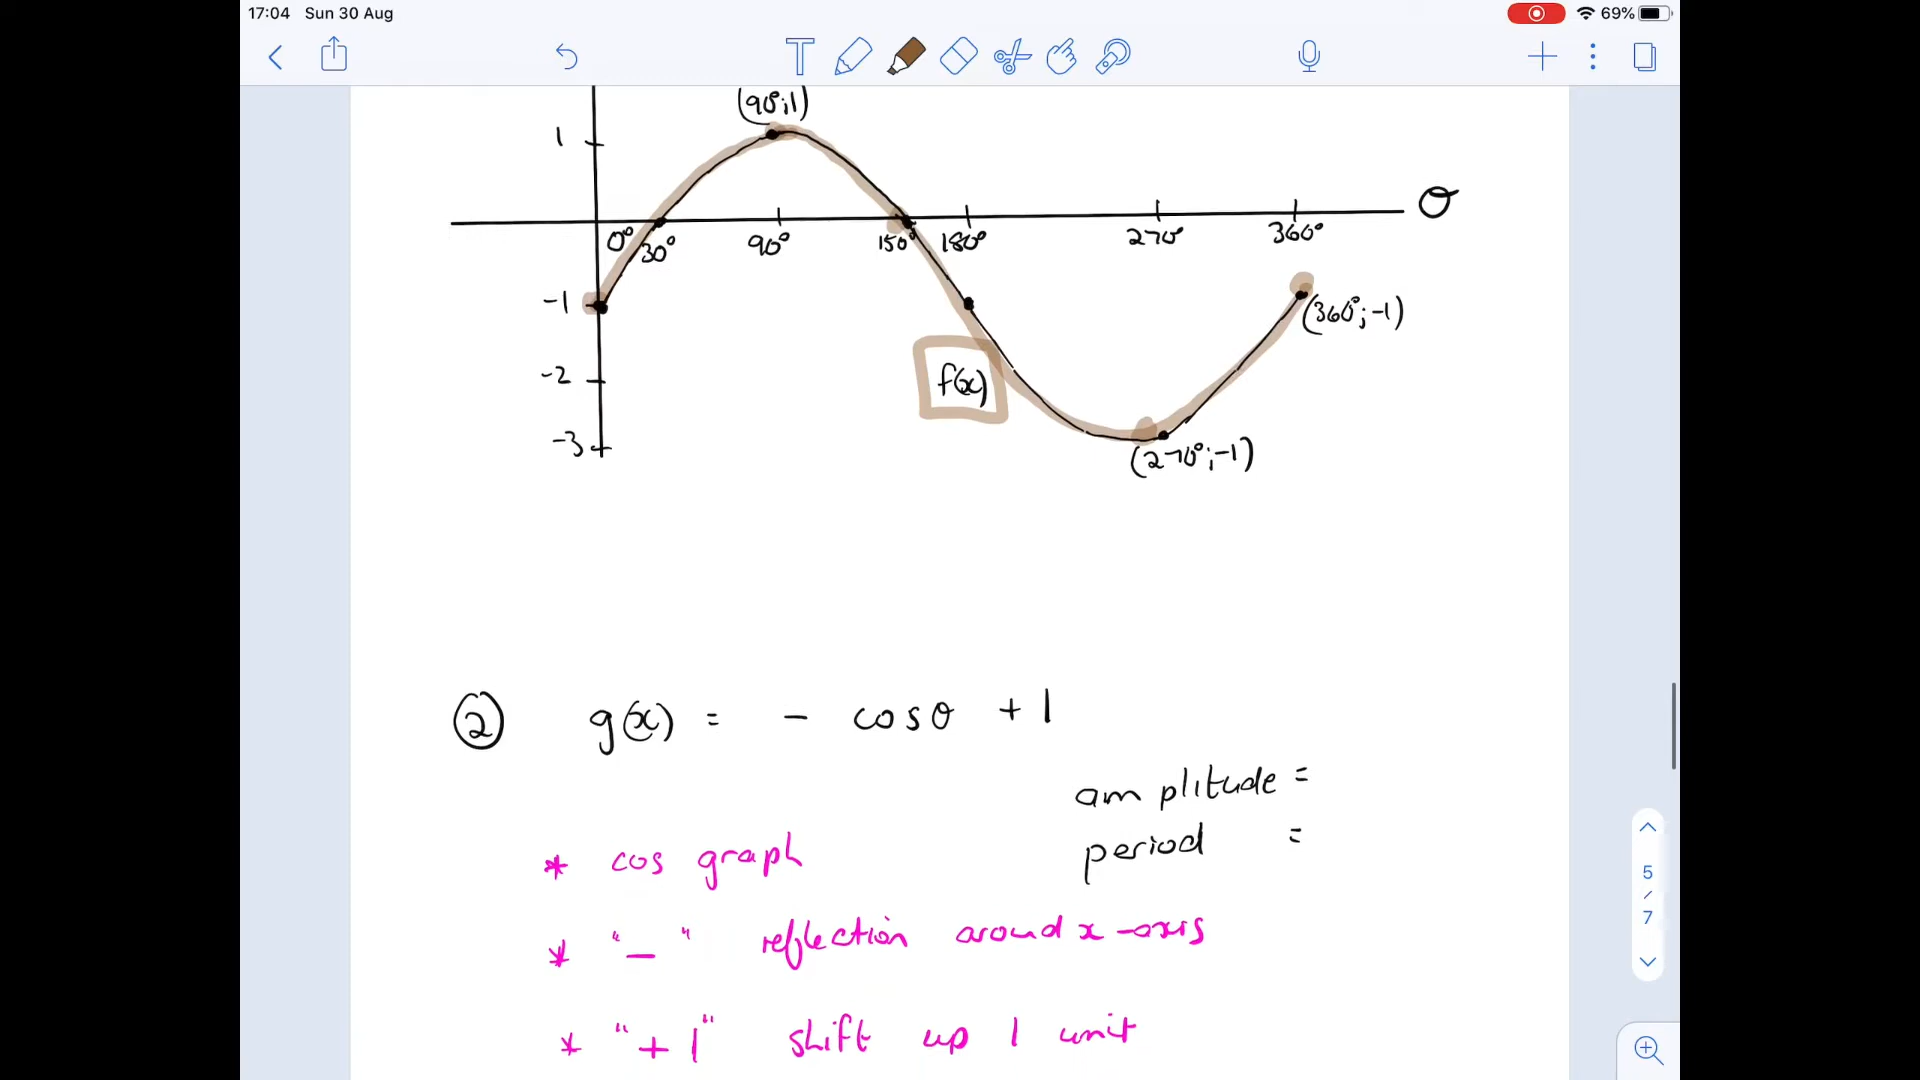 17:04 Sun 30 Aug 69%
T
(90°;1)
1
θ
0° 30° 90° 150° 180° 270° 360°
-1
(360°;-1)
-2
f(x)
-3
(270°;-1)
② g(x) = - cosθ +1
amplitude =
period =
* cos graph
* "-" reflection around x-axis
* "+1" shift up 1 unit
5
/
7